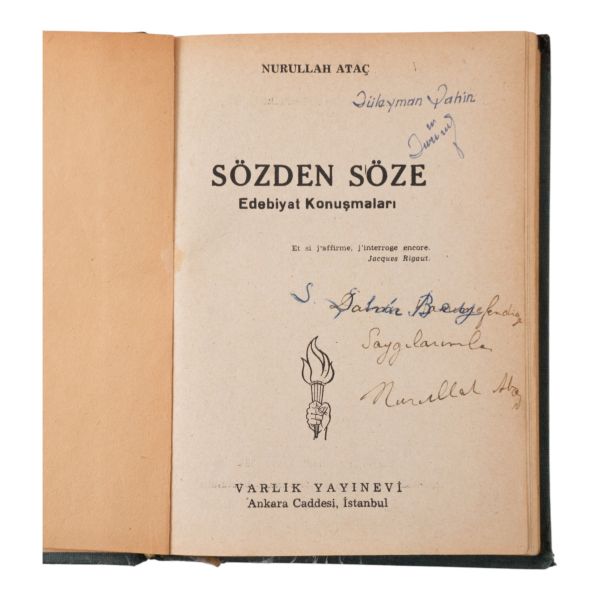 NURULLAH ATAÇ
Süleyman Şahin
SÖZDEN SÖZE
Edebiyat Konuşmaları
Et si j'affirme, j'interroge encore.
Jacques Rigaut.
S. Şahin
Saygılarımla
Nurullah Ataç
VARLIK YAYINEVİ
Ankara Caddesi, İstanbul